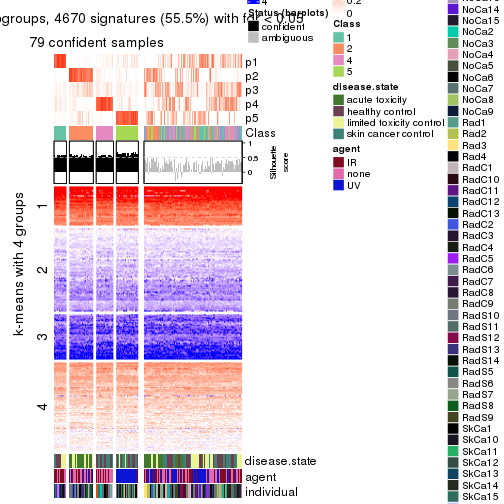 ogroups, 4670 signatures (55.5%) with fdr < 0.05
79 confident samples
p1
p2
p3
p4
p5
Class
1
0.5
0
Silhouette
score
k-means with 4 groups
1
2
3
4
disease.state
agent
individual
4
Status (barplots)
confident
ambiguous
0.2
0
Class
1
2
4
5
disease.state
acute toxicity
healthy control
limited toxicity control
skin cancer control
agent
IR
none
UV
NoCa14
NoCa15
NoCa2
NoCa3
NoCa4
NoCa5
NoCa6
NoCa7
NoCa8
NoCa9
Rad1
Rad2
Rad3
Rad4
RadC1
RadC10
RadC11
RadC12
RadC13
RadC2
RadC3
RadC4
RadC5
RadC6
RadC7
RadC8
RadC9
RadS10
RadS11
RadS12
RadS13
RadS14
RadS5
RadS6
RadS7
RadS8
RadS9
SkCa1
SkCa10
SkCa11
SkCa12
SkCa13
SkCa14
SkCa15